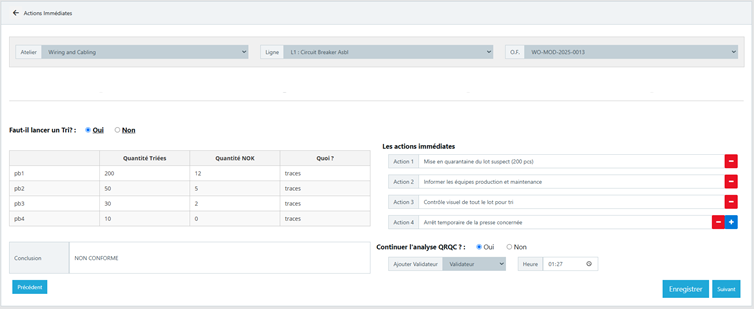 Actions Immédiates
Atelier Wiring and Cabling Ligne L1 : Circuit Breaker Asbl O.F. WO-MOD-2025-0013
Faut-il lancer un Tri? : Oui Non
Quantité Triées Quantité NOK Quoi ?
pb1 200 12 traces
pb2 50 5 traces
pb3 30 2 traces
pb4 10 0 traces
Conclusion NON CONFORME
Les actions immédiates
Action 1 Mise en quarantaine du lot suspect (200 pcs)
Action 2 Informer les équipes production et maintenance
Action 3 Contrôle visuel de tout le lot pour tri
Action 4 Arrêt temporaire de la presse concernée
Continuer l'analyse QRQC ? : Oui Non
Ajouter Validateur Validateur Heure 01:27
Précédent
Enregistrer Suivant